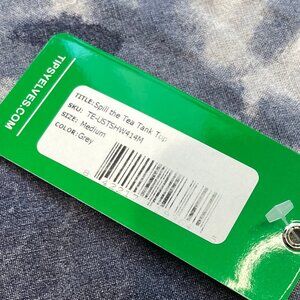 TIPSYELVES.COM
TITLE: Spill the Tea Tank Top
SKU: TE-USTSHW414M
SIZE: Medium
COLOR: Grey